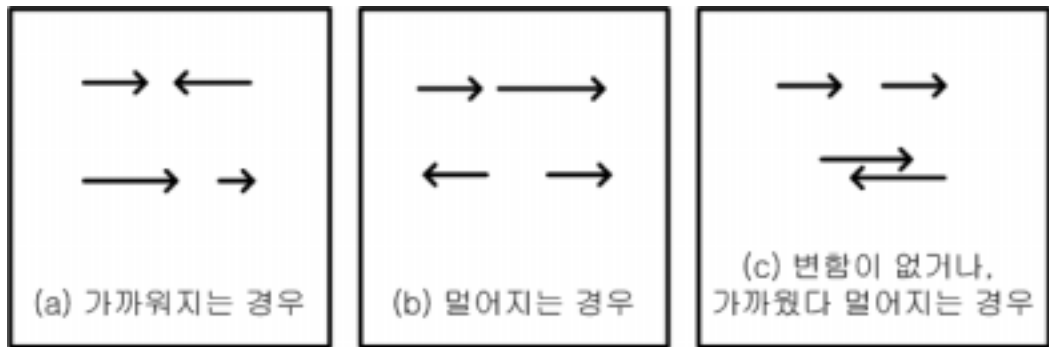 (a) 가까워지는 경우
(b) 멀어지는 경우
(c) 변함이 없거나,
가까웠다 멀어지는 경우